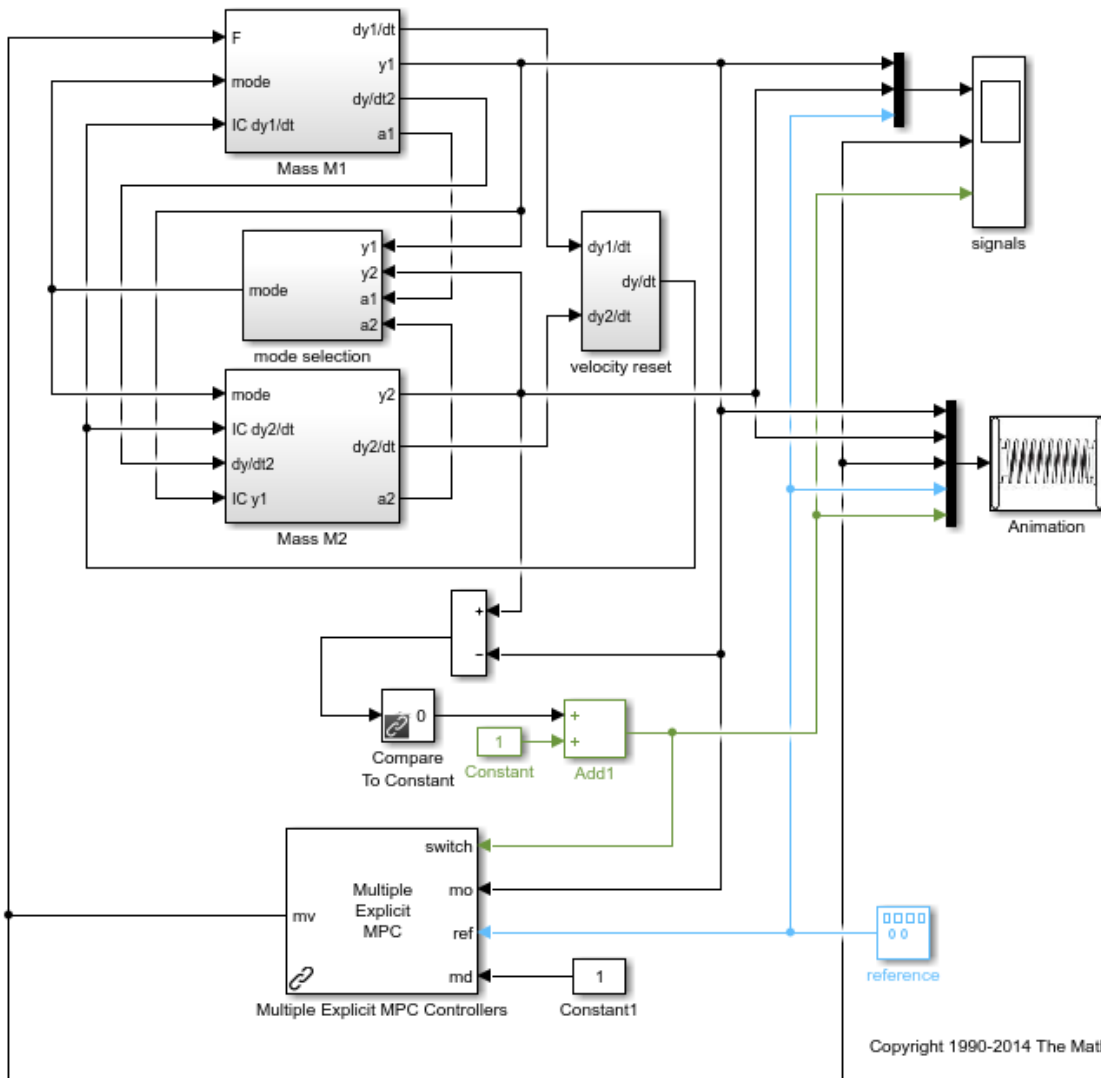 F
mode
IC dy1/dt
dy1/dt
y1
dy/dt2
a1
Mass M1
signals
mode
y1
y2
a1
a2
mode selection
dy1/dt
dy2/dt
dy/dt
velocity reset
mode
IC dy2/dt
dy/dt2
IC y1
y2
dy2/dt
a2
Mass M2
Animation
+
−
0
Compare
To Constant
1
Constant
+
+
Add1
switch
mo
ref
md
mv
Multiple
Explicit
MPC
Multiple Explicit MPC Controllers
1
Constant1
reference
Copyright 1990-2014 The Mat